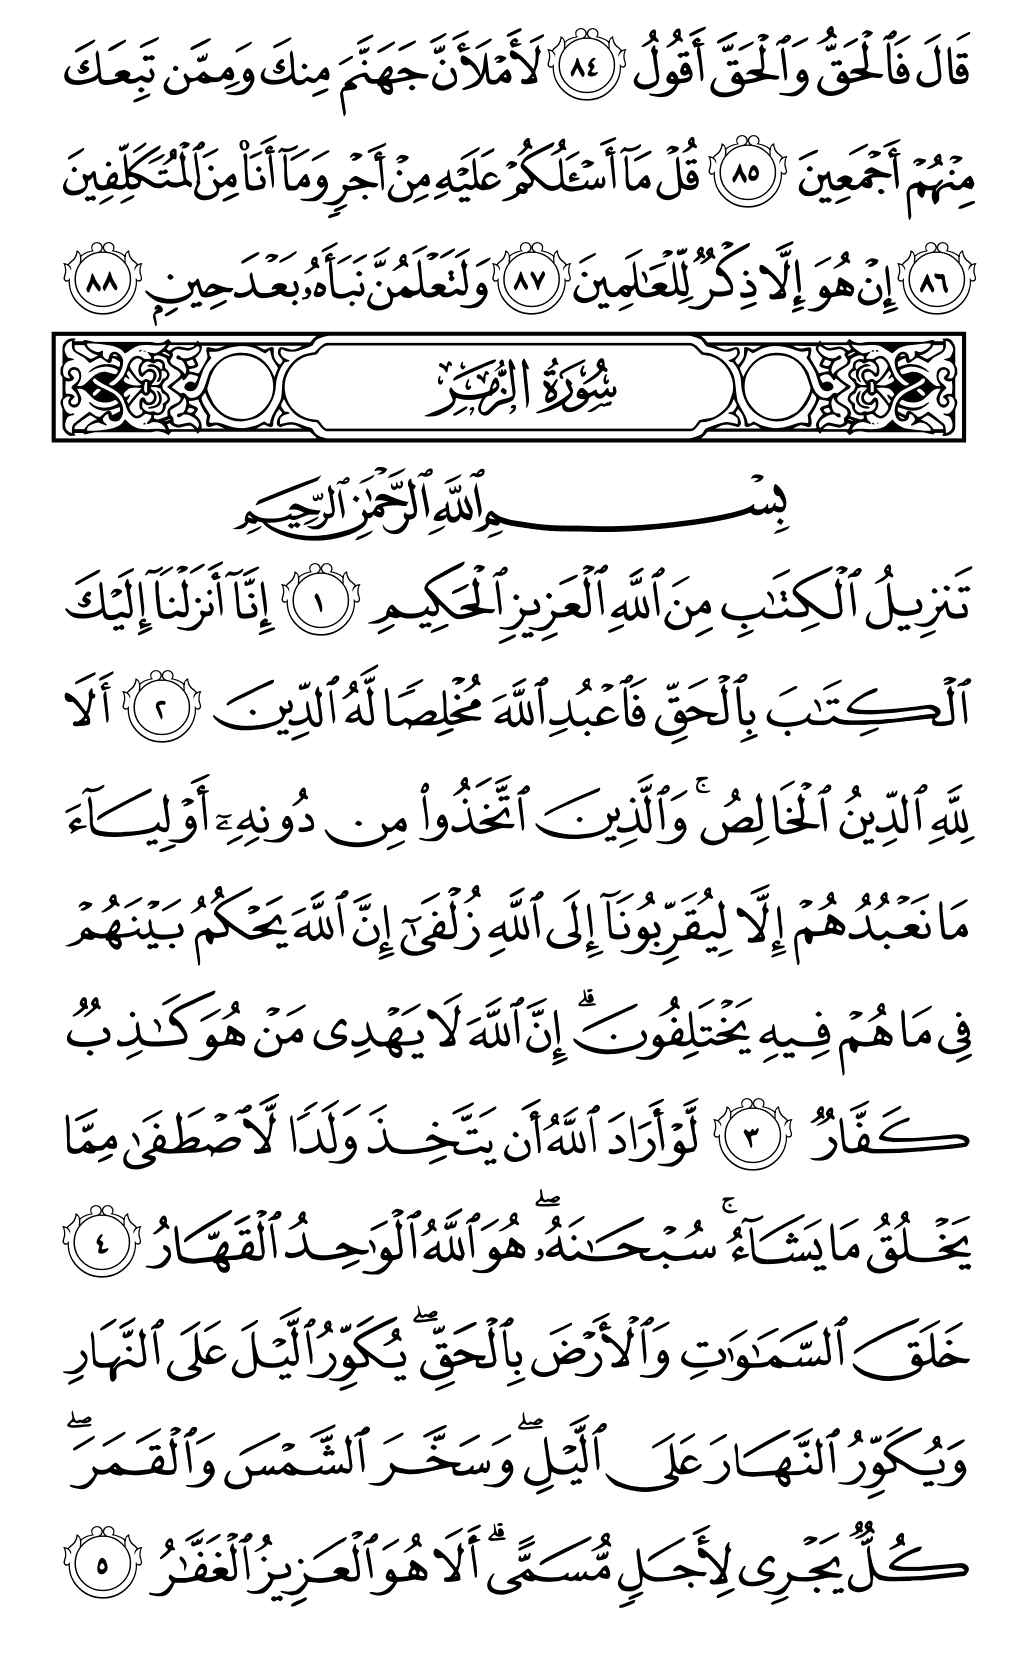 قَالَ فَٱلْحَقُّ وَٱلْحَقَّ أَقُولُ ٨٤ لَأَمْلَأَنَّ جَهَنَّمَ مِنكَ وَمِمَّن تَبِعَكَ
مِنْهُمْ أَجْمَعِينَ ٨٥ قُلْ مَآ أَسْـَٔلُكُمْ عَلَيْهِ مِنْ أَجْرٍ وَمَآ أَنَا۠ مِنَ ٱلْمُتَكَلِّفِينَ
٨٦ إِنْ هُوَ إِلَّا ذِكْرٌ لِّلْعَـٰلَمِينَ ٨٧ وَلَتَعْلَمُنَّ نَبَأَهُۥ بَعْدَ حِينٍۭ ٨٨
سُورَةُ الزُّمَرِ
بِسْمِ ٱللَّهِ ٱلرَّحْمَـٰنِ ٱلرَّحِيمِ
تَنزِيلُ ٱلْكِتَـٰبِ مِنَ ٱللَّهِ ٱلْعَزِيزِ ٱلْحَكِيمِ ١ إِنَّآ أَنزَلْنَآ إِلَيْكَ
ٱلْكِتَـٰبَ بِٱلْحَقِّ فَٱعْبُدِ ٱللَّهَ مُخْلِصًا لَّهُ ٱلدِّينَ ٢ أَلَا
لِلَّهِ ٱلدِّينُ ٱلْخَالِصُ ۚ وَٱلَّذِينَ ٱتَّخَذُوا۟ مِن دُونِهِۦٓ أَوْلِيَآءَ
مَا نَعْبُدُهُمْ إِلَّا لِيُقَرِّبُونَآ إِلَى ٱللَّهِ زُلْفَىٰٓ إِنَّ ٱللَّهَ يَحْكُمُ بَيْنَهُمْ
فِى مَا هُمْ فِيهِ يَخْتَلِفُونَ ۗ إِنَّ ٱللَّهَ لَا يَهْدِى مَنْ هُوَ كَـٰذِبٌ
كَفَّارٌ ٣ لَّوْ أَرَادَ ٱللَّهُ أَن يَتَّخِذَ وَلَدًا لَّٱصْطَفَىٰ مِمَّا
يَخْلُقُ مَا يَشَآءُ ۚ سُبْحَـٰنَهُۥ ۖ هُوَ ٱللَّهُ ٱلْوَٰحِدُ ٱلْقَهَّارُ ٤
خَلَقَ ٱلسَّمَـٰوَٰتِ وَٱلْأَرْضَ بِٱلْحَقِّ ۖ يُكَوِّرُ ٱلَّيْلَ عَلَى ٱلنَّهَارِ
وَيُكَوِّرُ ٱلنَّهَارَ عَلَى ٱلَّيْلِ ۖ وَسَخَّرَ ٱلشَّمْسَ وَٱلْقَمَرَ ۖ
كُلٌّ يَجْرِى لِأَجَلٍ مُّسَمًّى ۗ أَلَا هُوَ ٱلْعَزِيزُ ٱلْغَفَّـٰرُ ٥